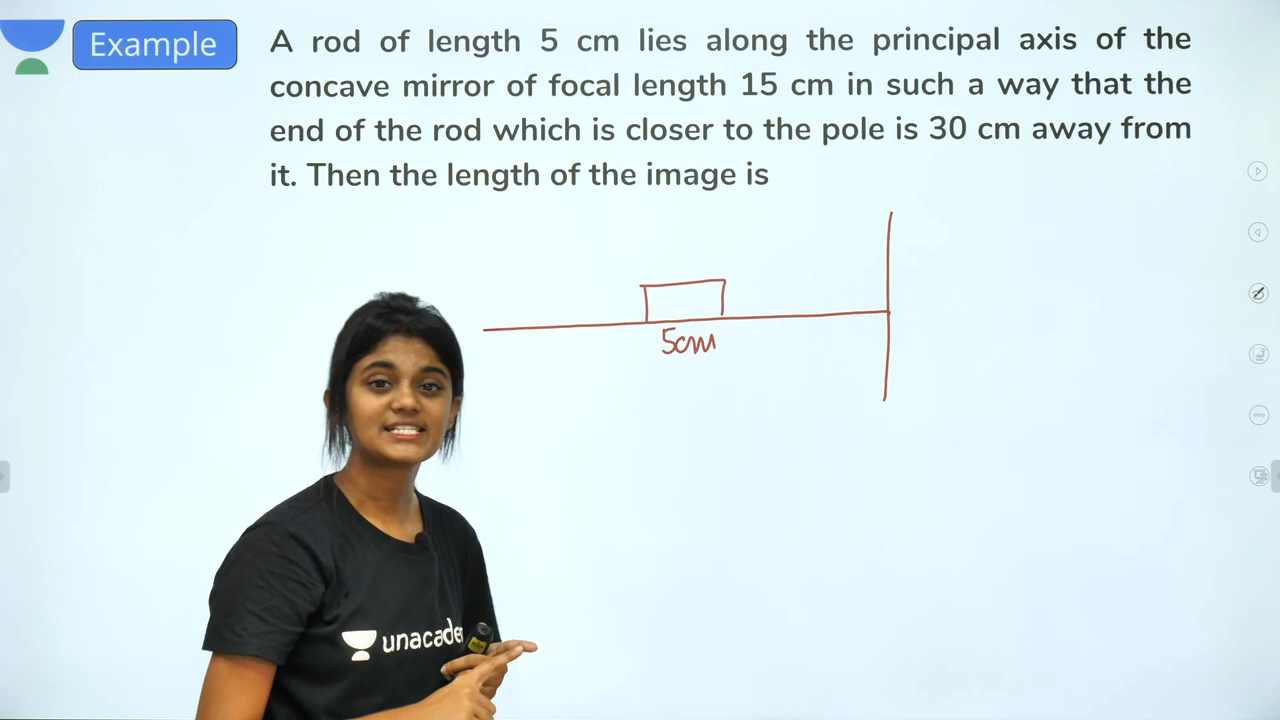 Example
A rod of length 5 cm lies along the principal axis of the
concave mirror of focal length 15 cm in such a way that the
end of the rod which is closer to the pole is 30 cm away from
it. Then the length of the image is
5cm
unacade